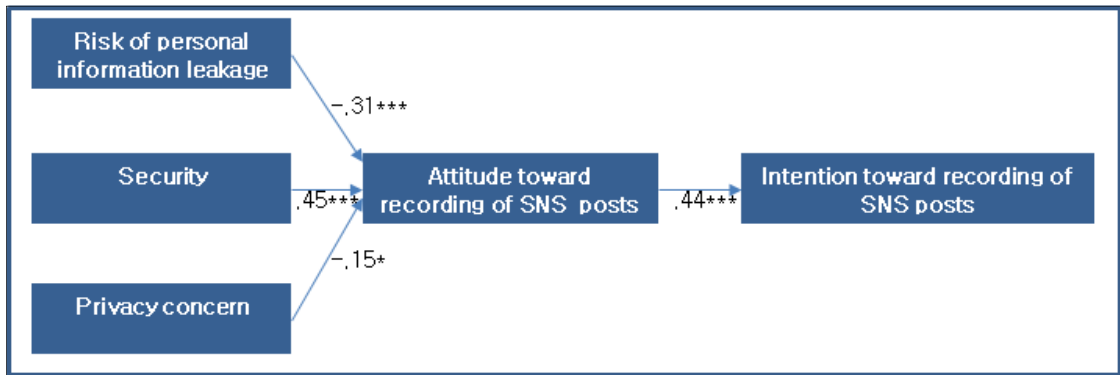 Risk of personal
information leakage
-.31***
Security
.45***
Attitude toward
recording of SNS posts
.44***
Intention toward recording of
SNS posts
-.15*
Privacy concern